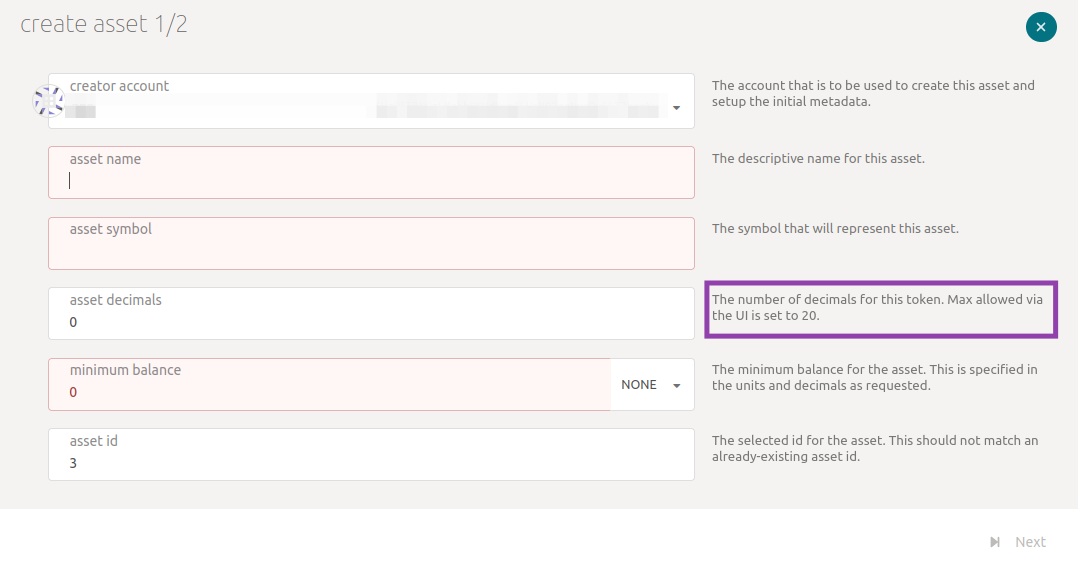 create asset 1/2
creator account
The account that is to be used to create this asset and
setup the initial metadata.
asset name
The descriptive name for this asset.
asset symbol
The symbol that will represent this asset.
asset decimals
0
The number of decimals for this token. Max allowed via
the UI is set to 20.
minimum balance
0
NONE
The minimum balance for the asset. This is specified in
the units and decimals as requested.
asset id
3
The selected id for the asset. This should not match an
already-existing asset id.
Next